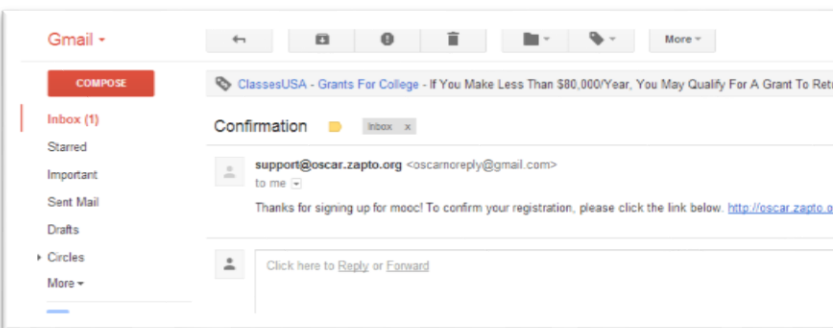 Gmail
More
COMPOSE
ClassesUSA - Grants For College - If You Make Less Than $80,000/Year, You May Qualify For A Grant To Ret
Inbox (1)
Confirmation
Inbox x
Starred
Important
support@oscar.zapto.org <oscarnoreply@gmail.com>
to me
Sent Mail
Thanks for signing up for mooc! To confirm your registration, please click the link below. http://oscar.zapto.o
Drafts
Circles
Click here to Reply or Forward
More